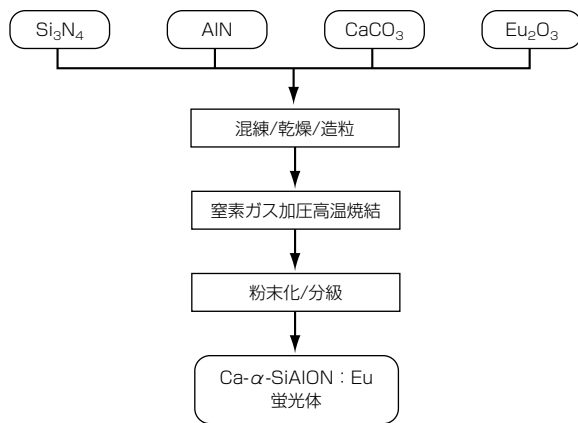 Si₃N₄
AlN
CaCO₃
Eu₂O₃
混練/乾燥/造粒
窒素ガス加圧高温焼結
粉末化/分級
Ca-α-SiAlON：Eu
蛍光体